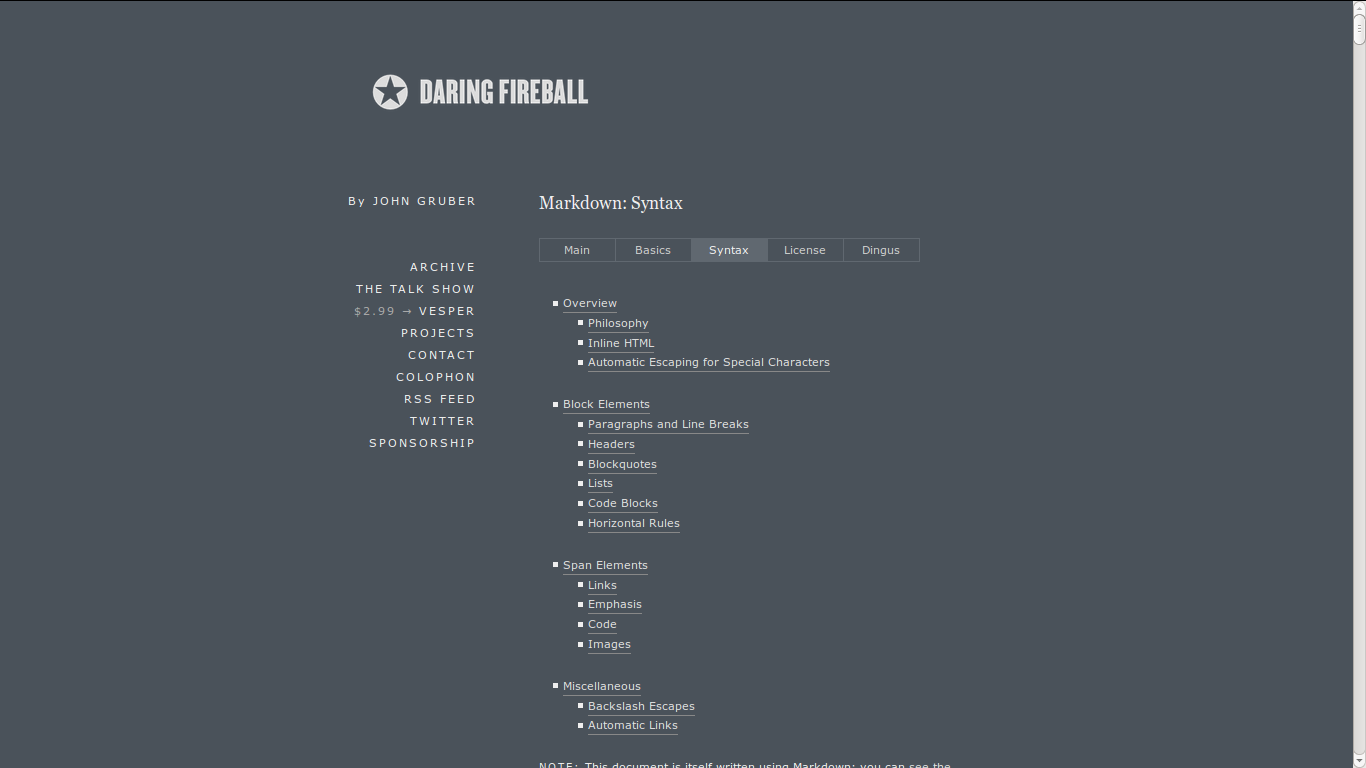 DARING FIREBALL
By JOHN GRUBER
ARCHIVE
THE TALK SHOW
$2.99 → VESPER
PROJECTS
CONTACT
COLOPHON
RSS FEED
TWITTER
SPONSORSHIP
Markdown: Syntax
Main Basics Syntax License Dingus
Overview
Philosophy
Inline HTML
Automatic Escaping for Special Characters
Block Elements
Paragraphs and Line Breaks
Headers
Blockquotes
Lists
Code Blocks
Horizontal Rules
Span Elements
Links
Emphasis
Code
Images
Miscellaneous
Backslash Escapes
Automatic Links
NOTE: This document is itself written using Markdown; you can see the